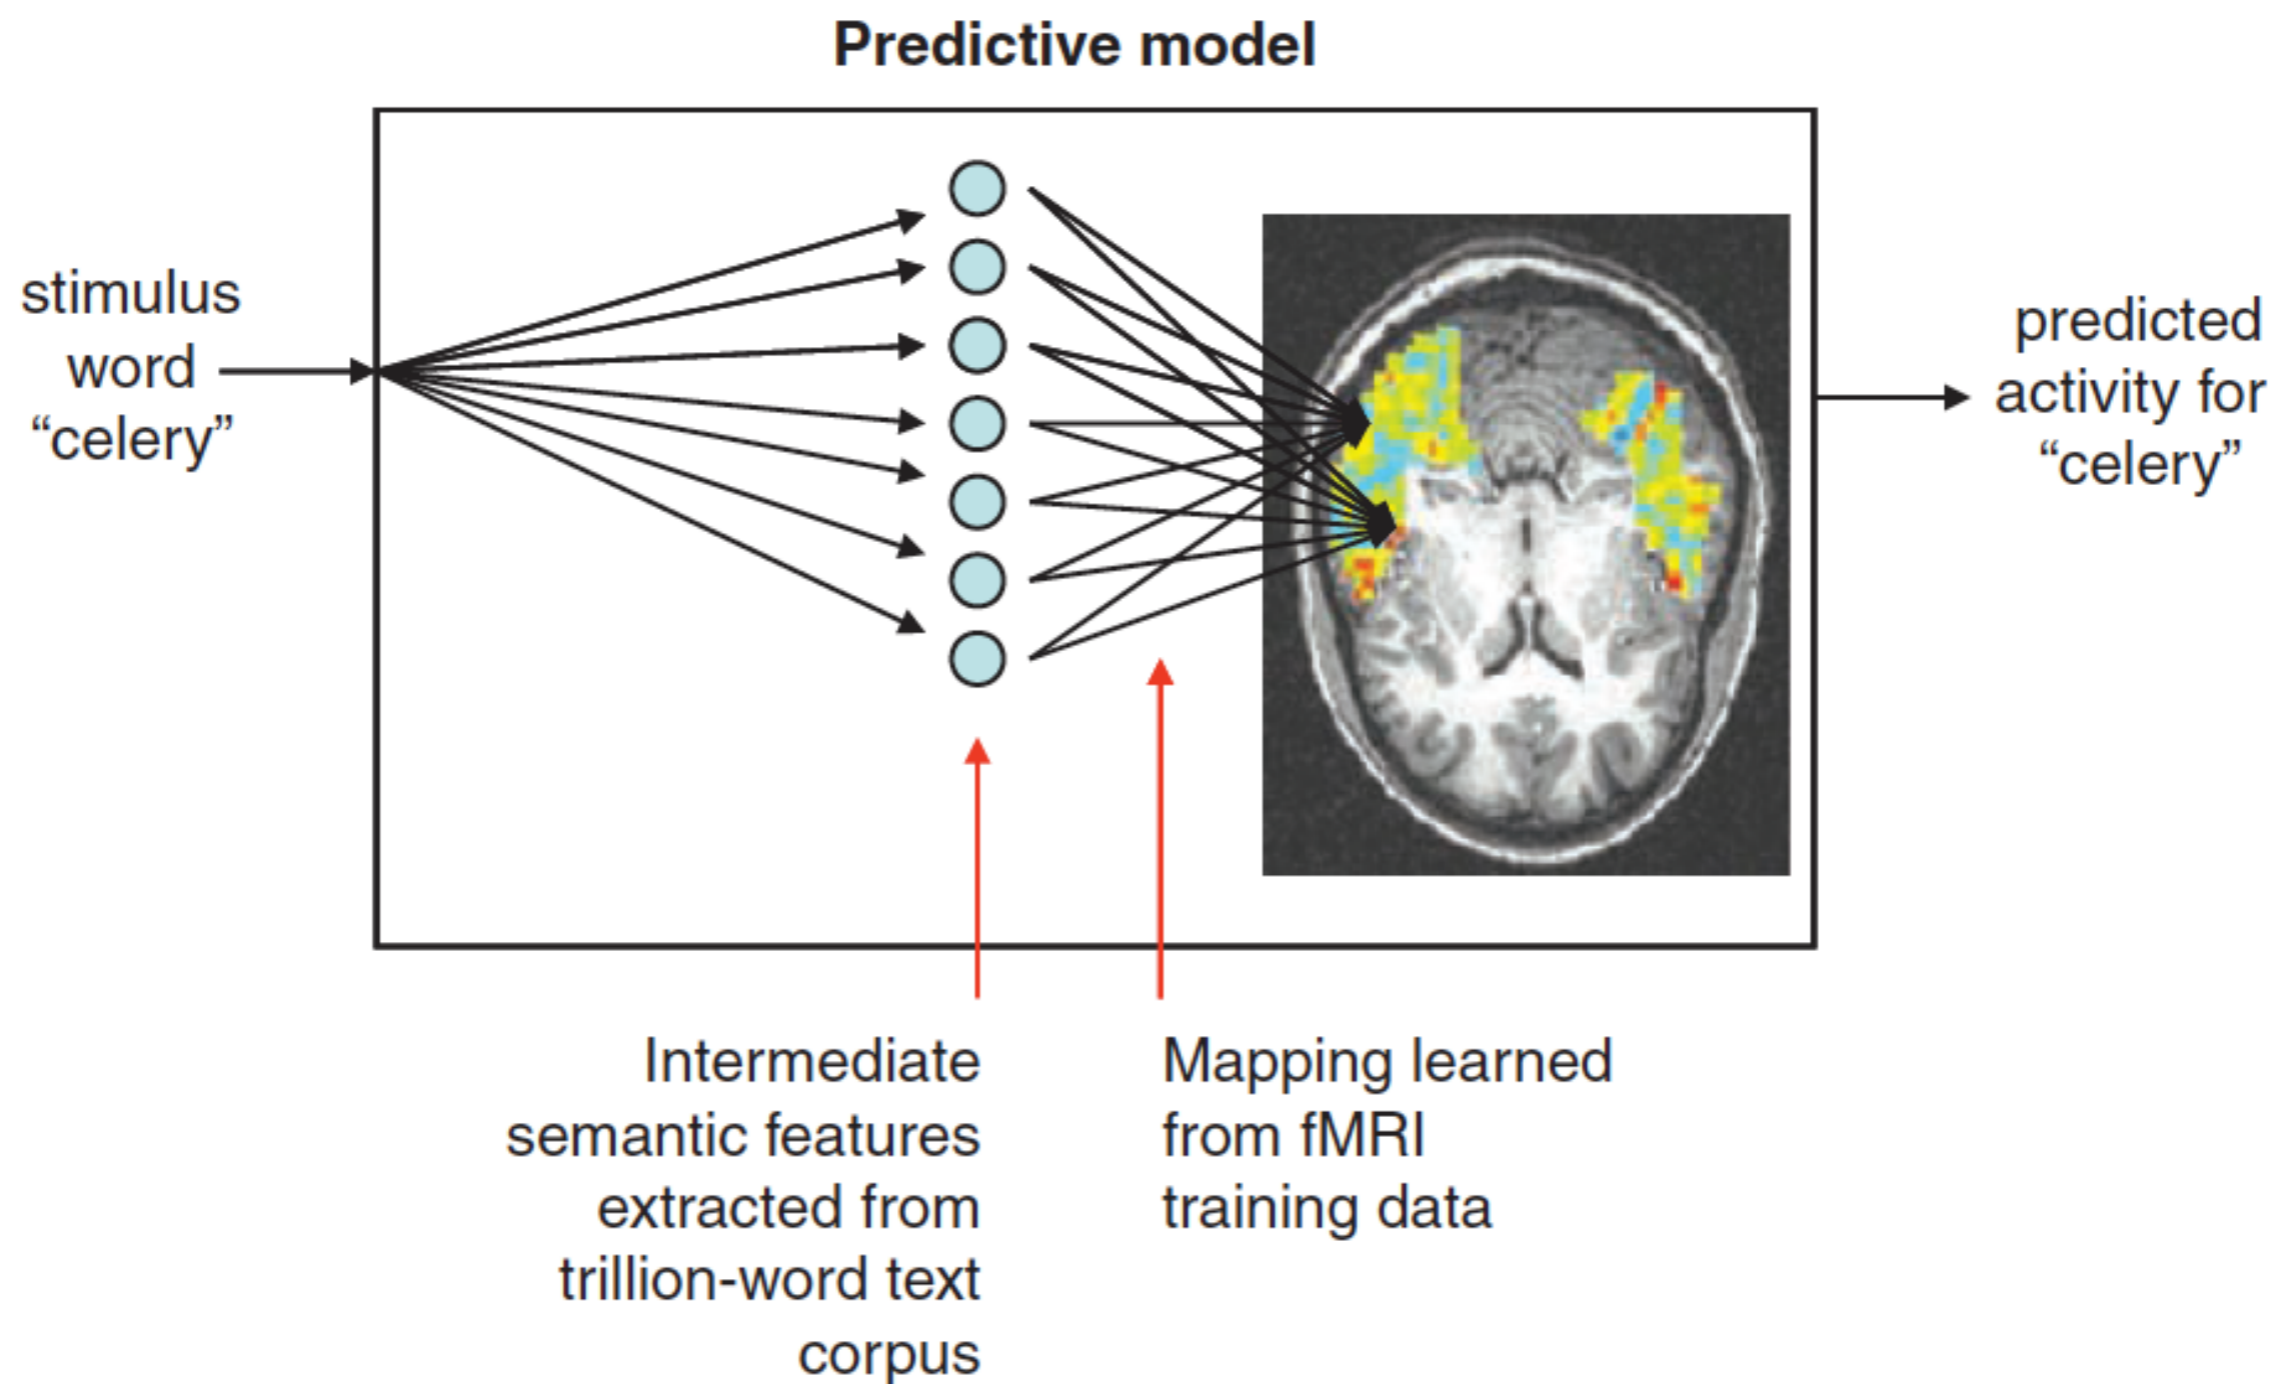 Predictive model
stimulus
word
“celery”
predicted
activity for
“celery”
Intermediate
semantic features
extracted from
trillion-word text
corpus
Mapping learned
from fMRI
training data